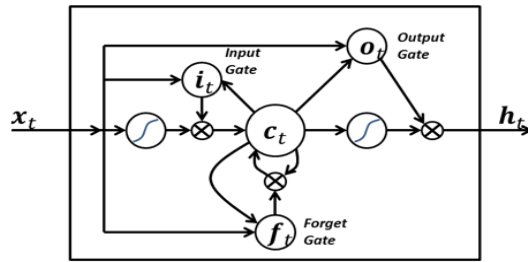 Input
Gate
i_t
o_t
Output
Gate
x_t
c_t
h_t
f_t
Forget
Gate